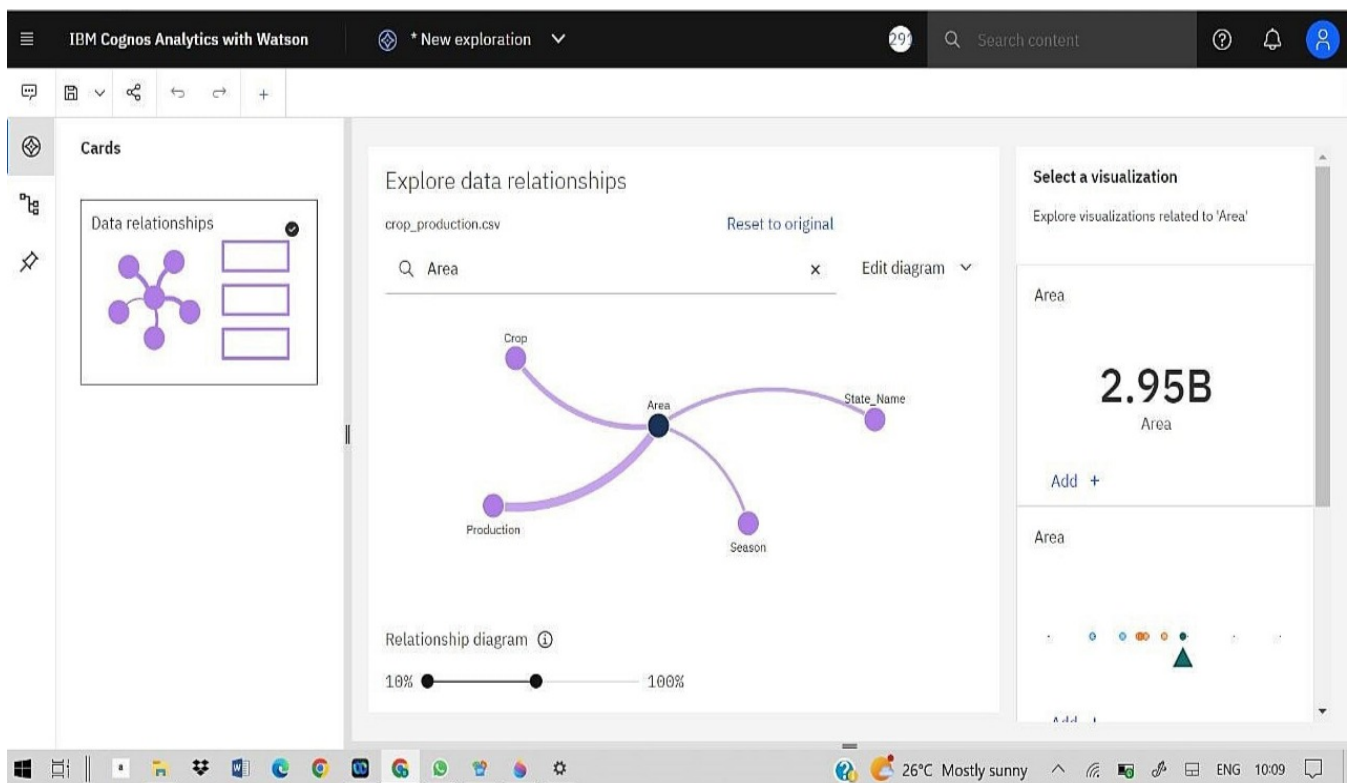 IBM Cognos Analytics with Watson
* New exploration
Search content
Cards
Data relationships
Explore data relationships
crop_production.csv
Reset to original
Area
Edit diagram
Crop
Area
State_Name
Production
Season
Relationship diagram
10%
100%
Select a visualization
Explore visualizations related to 'Area'
Area
2.95B
Area
Add +
Area
26°C Mostly sunny
ENG
10:09